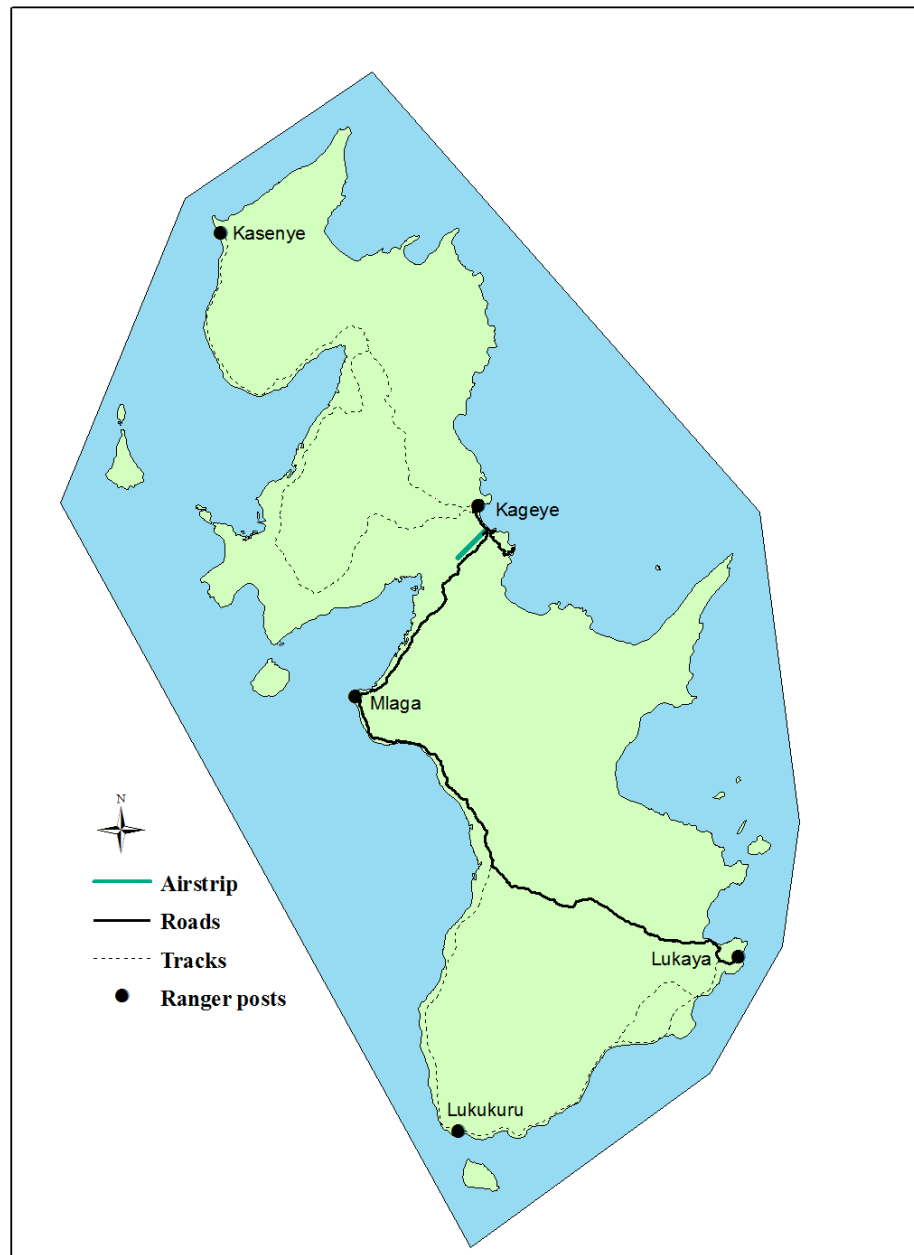 Kasenye
Kageye
Mlaga
N
Airstrip
Roads
Tracks
Ranger posts
Lukaya
Lukukuru